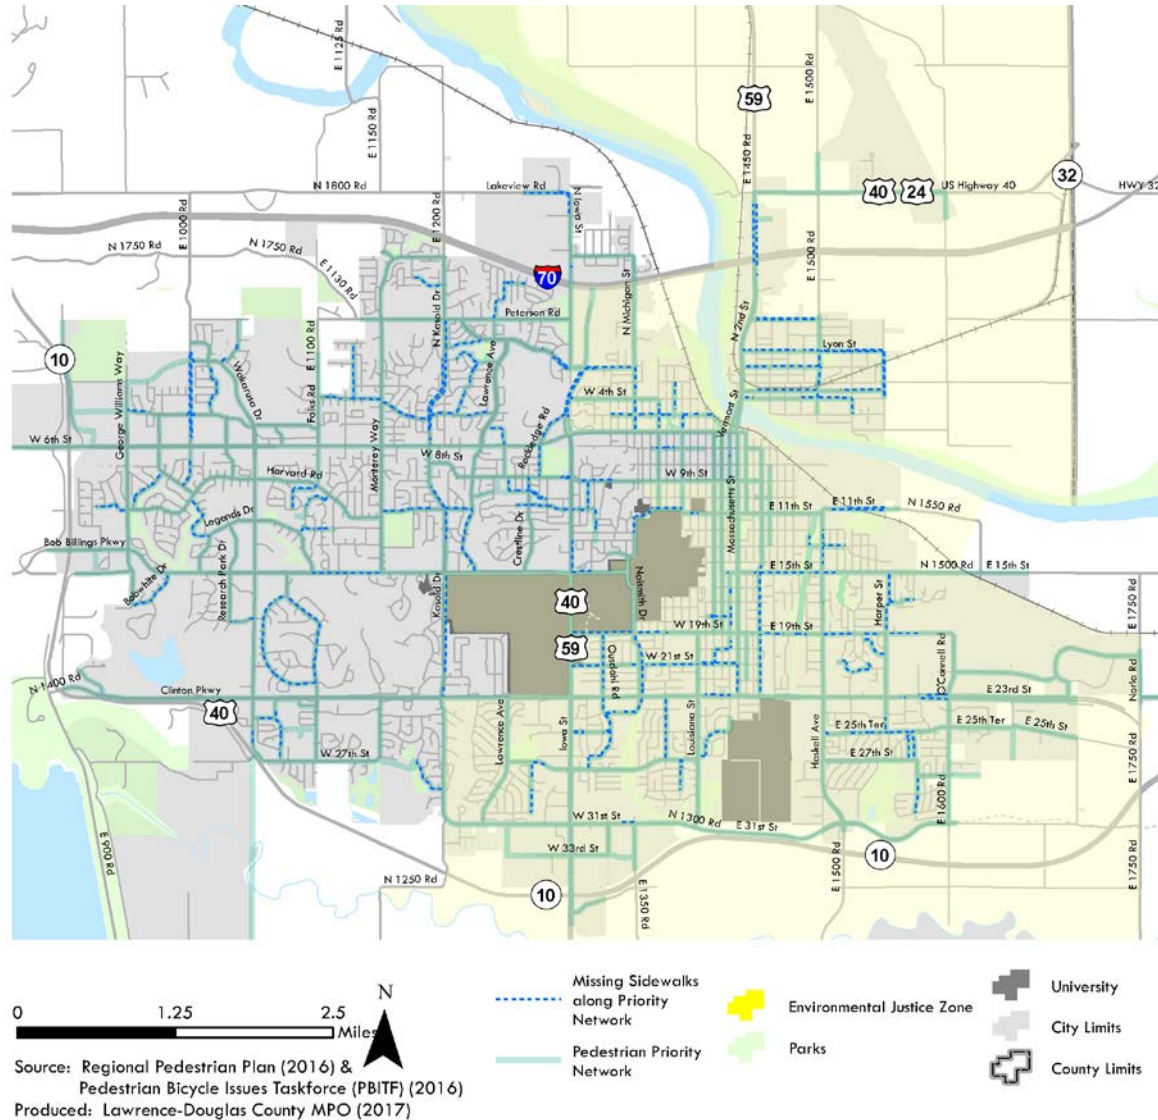 E 1125 Rd
E 1150 Rd
59
E 1500 Rd
E 1450 Rd
N 1800 Rd
Lakeview Rd
40
24
US Highway 40
32
HWY 32
N 1750 Rd
N 1750 Rd
E 1000 Rd
E 1130 Rd
E 1200 Rd
N Iowa St
70
N Michigan St
E 1500 Rd
Peterson Rd
N Kasold Dr
N 2nd St
Lyon St
10
E 1100 Rd
George Williams Way
Wakarusa Dr
Folks Rd
Lawrence Ave
Monterey Way
Rockledge Rd
W 4th St
Vermont St
W 6th St
W 8th St
Harvard Rd
W 9th St
Massachusetts St
Legends Dr
Crestline Dr
E 11th St
E 11th St
N 1550 Rd
Bob Billings Pkwy
Research Park Dr
Bobwhite Dr
Kasold Dr
40
Naismith Dr
E 15th St
N 1500 Rd
E 15th St
Harper St
W 19th St
E 19th St
59
Ousdahl Rd
W 21st St
O'Connell Rd
E 1750 Rd
Noria Rd
N 1400 Rd
Clinton Pkwy
40
E 23rd St
Lawrence Ave
Iowa St
Louisiana St
Haskell Ave
E 25th Ter
E 25th Ter
E 25th St
W 27th St
E 27th St
E 1750 Rd
E 1600 Rd
W 31st St
N 1300 Rd
E 31st St
E 900 Rd
W 33rd St
10
N 1250 Rd
10
E 1350 Rd
E 1500 Rd
E 1750 Rd
0
1.25
2.5
Miles
N
Source: Regional Pedestrian Plan (2016) &
Pedestrian Bicycle Issues Taskforce (PBITF) (2016)
Produced: Lawrence-Douglas County MPO (2017)
Missing Sidewalks
along Priority
Network
Pedestrian Priority
Network
Environmental Justice Zone
Parks
University
City Limits
County Limits